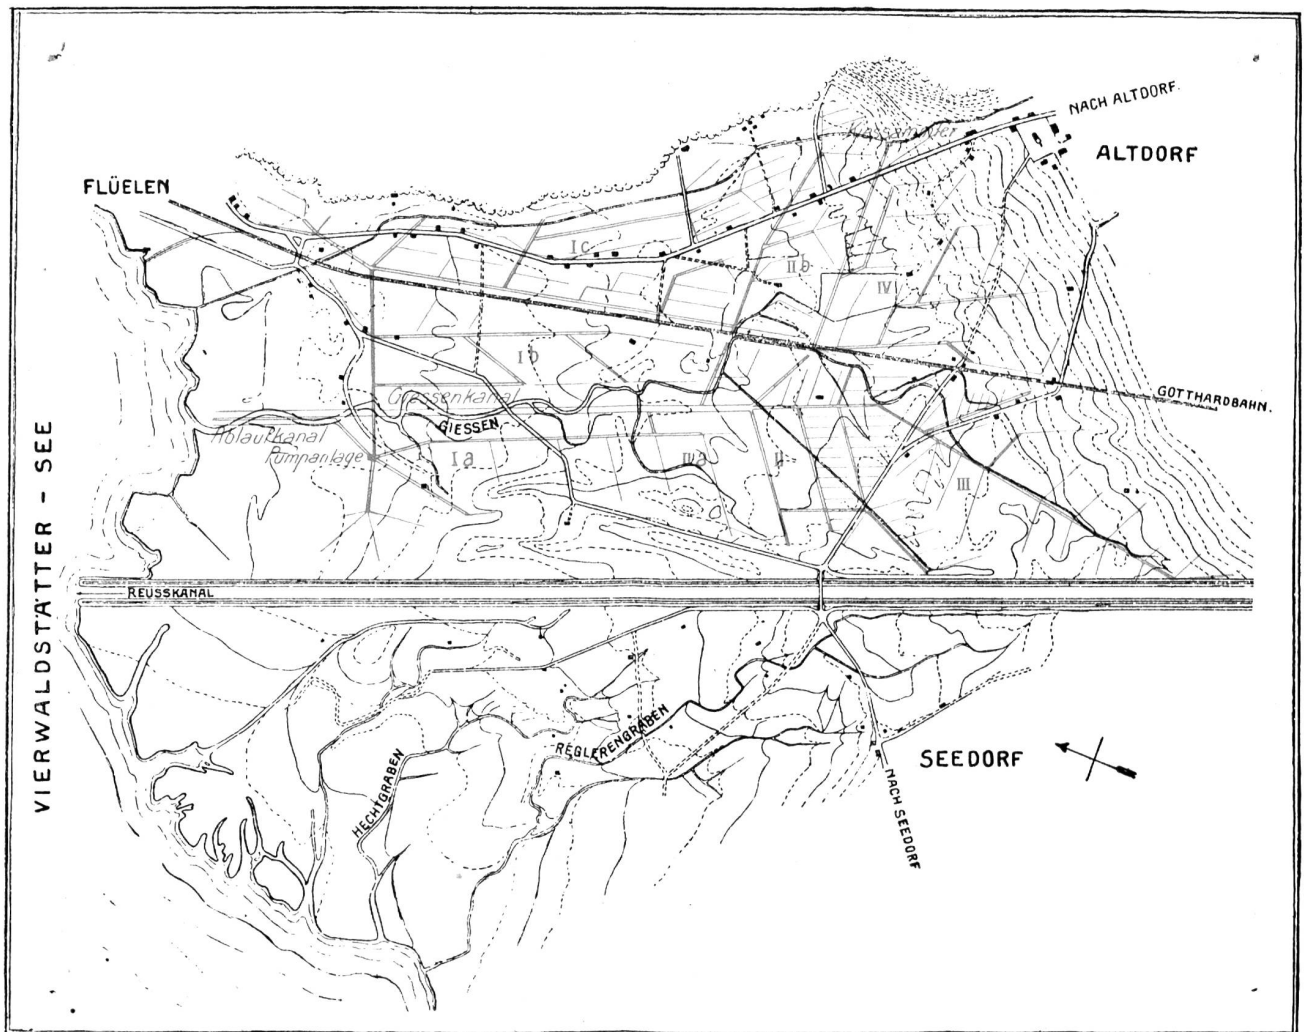 NACH ALTDORF.
ALTDORF
FLÜELEN
Ic
IIb
IV
Ib
GOTTHARDBAHN.
Giessenkanal
GIESSEN
Ablaufkanal
Pumpanlage
Ia
IIa
II
III
VIERWALDSTÄTTER - SEE
REUSSKANAL
REGLERENGRABEN
HECHTGRABEN
SEEDORF
NACH SEEDORF